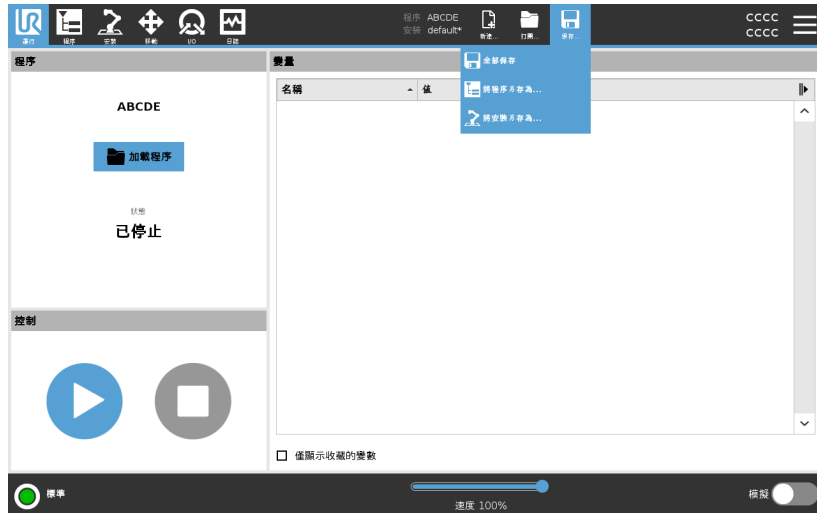 程序 ABCDE
安裝 default*
新建...
打開...
保存...
cccc
cccc
運行
程序
安裝
移動
I/O
日誌
程序
ABCDE
加載程序
狀態
已停止
控制
變量
名稱
值
全部保存
將程序另存為...
將安裝另存為...
僅顯示收藏的變數
標準
速度 100%
模擬